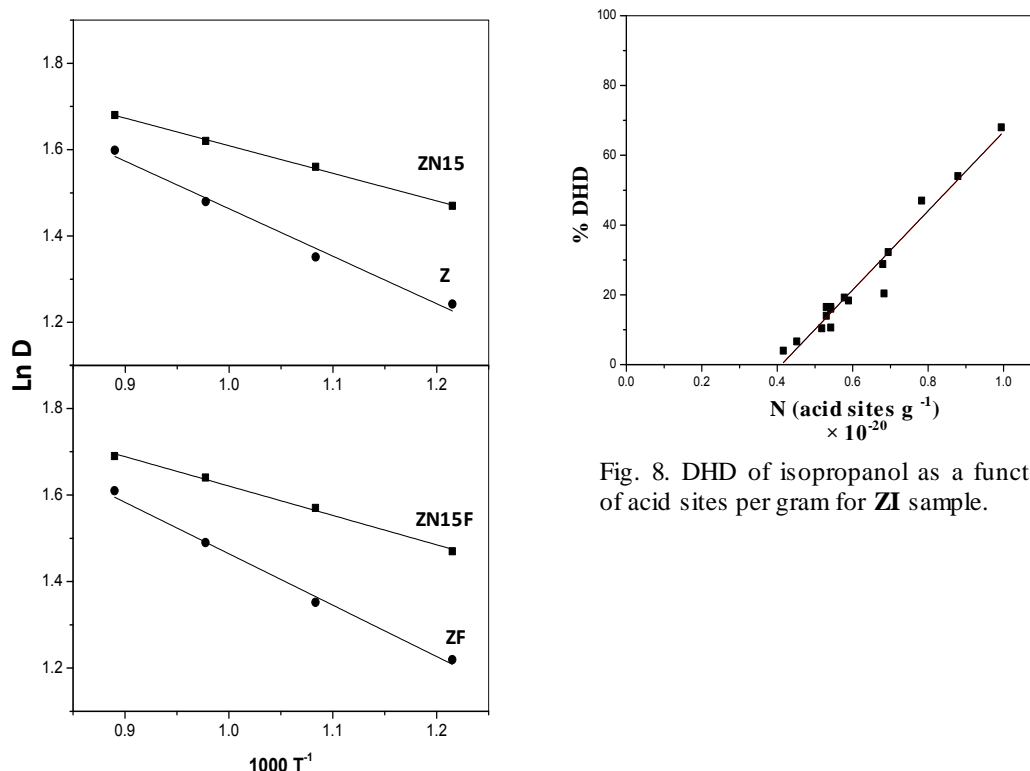 1.8
1.6
1.4
1.2
ZN15
Z
0.9 1.0 1.1 1.2
Ln D
1.8
1.6
1.4
1.2
ZN15F
ZF
0.9 1.0 1.1 1.2
1000 T⁻¹
100
80
60
40
20
0
% DHD
0.0 0.2 0.4 0.6 0.8 1.0
N (acid sites g ⁻¹)
× 10⁻²⁰
Fig. 8. DHD of isopropanol as a funct
of acid sites per gram for ZI sample.